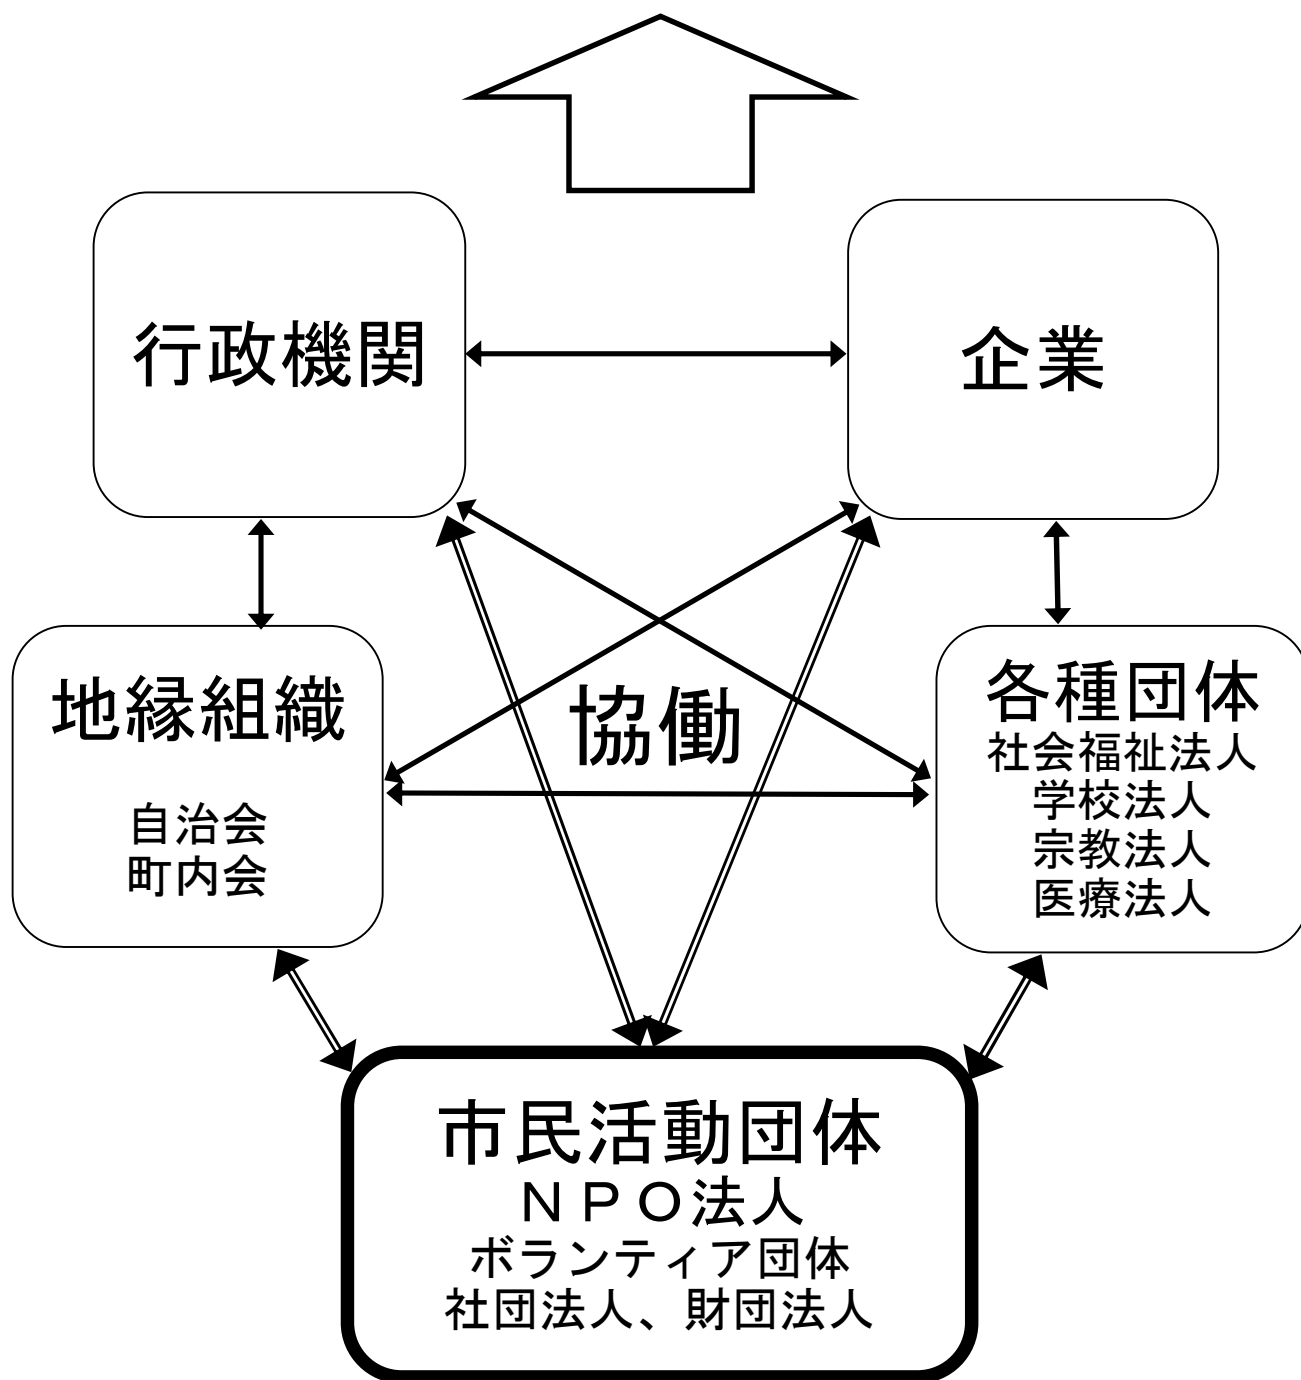 行政機関
企業
地縁組織
自治会
町内会
協働
各種団体
社会福祉法人
学校法人
宗教法人
医療法人
市民活動団体
ＮＰＯ法人
ボランティア団体
社団法人、財団法人